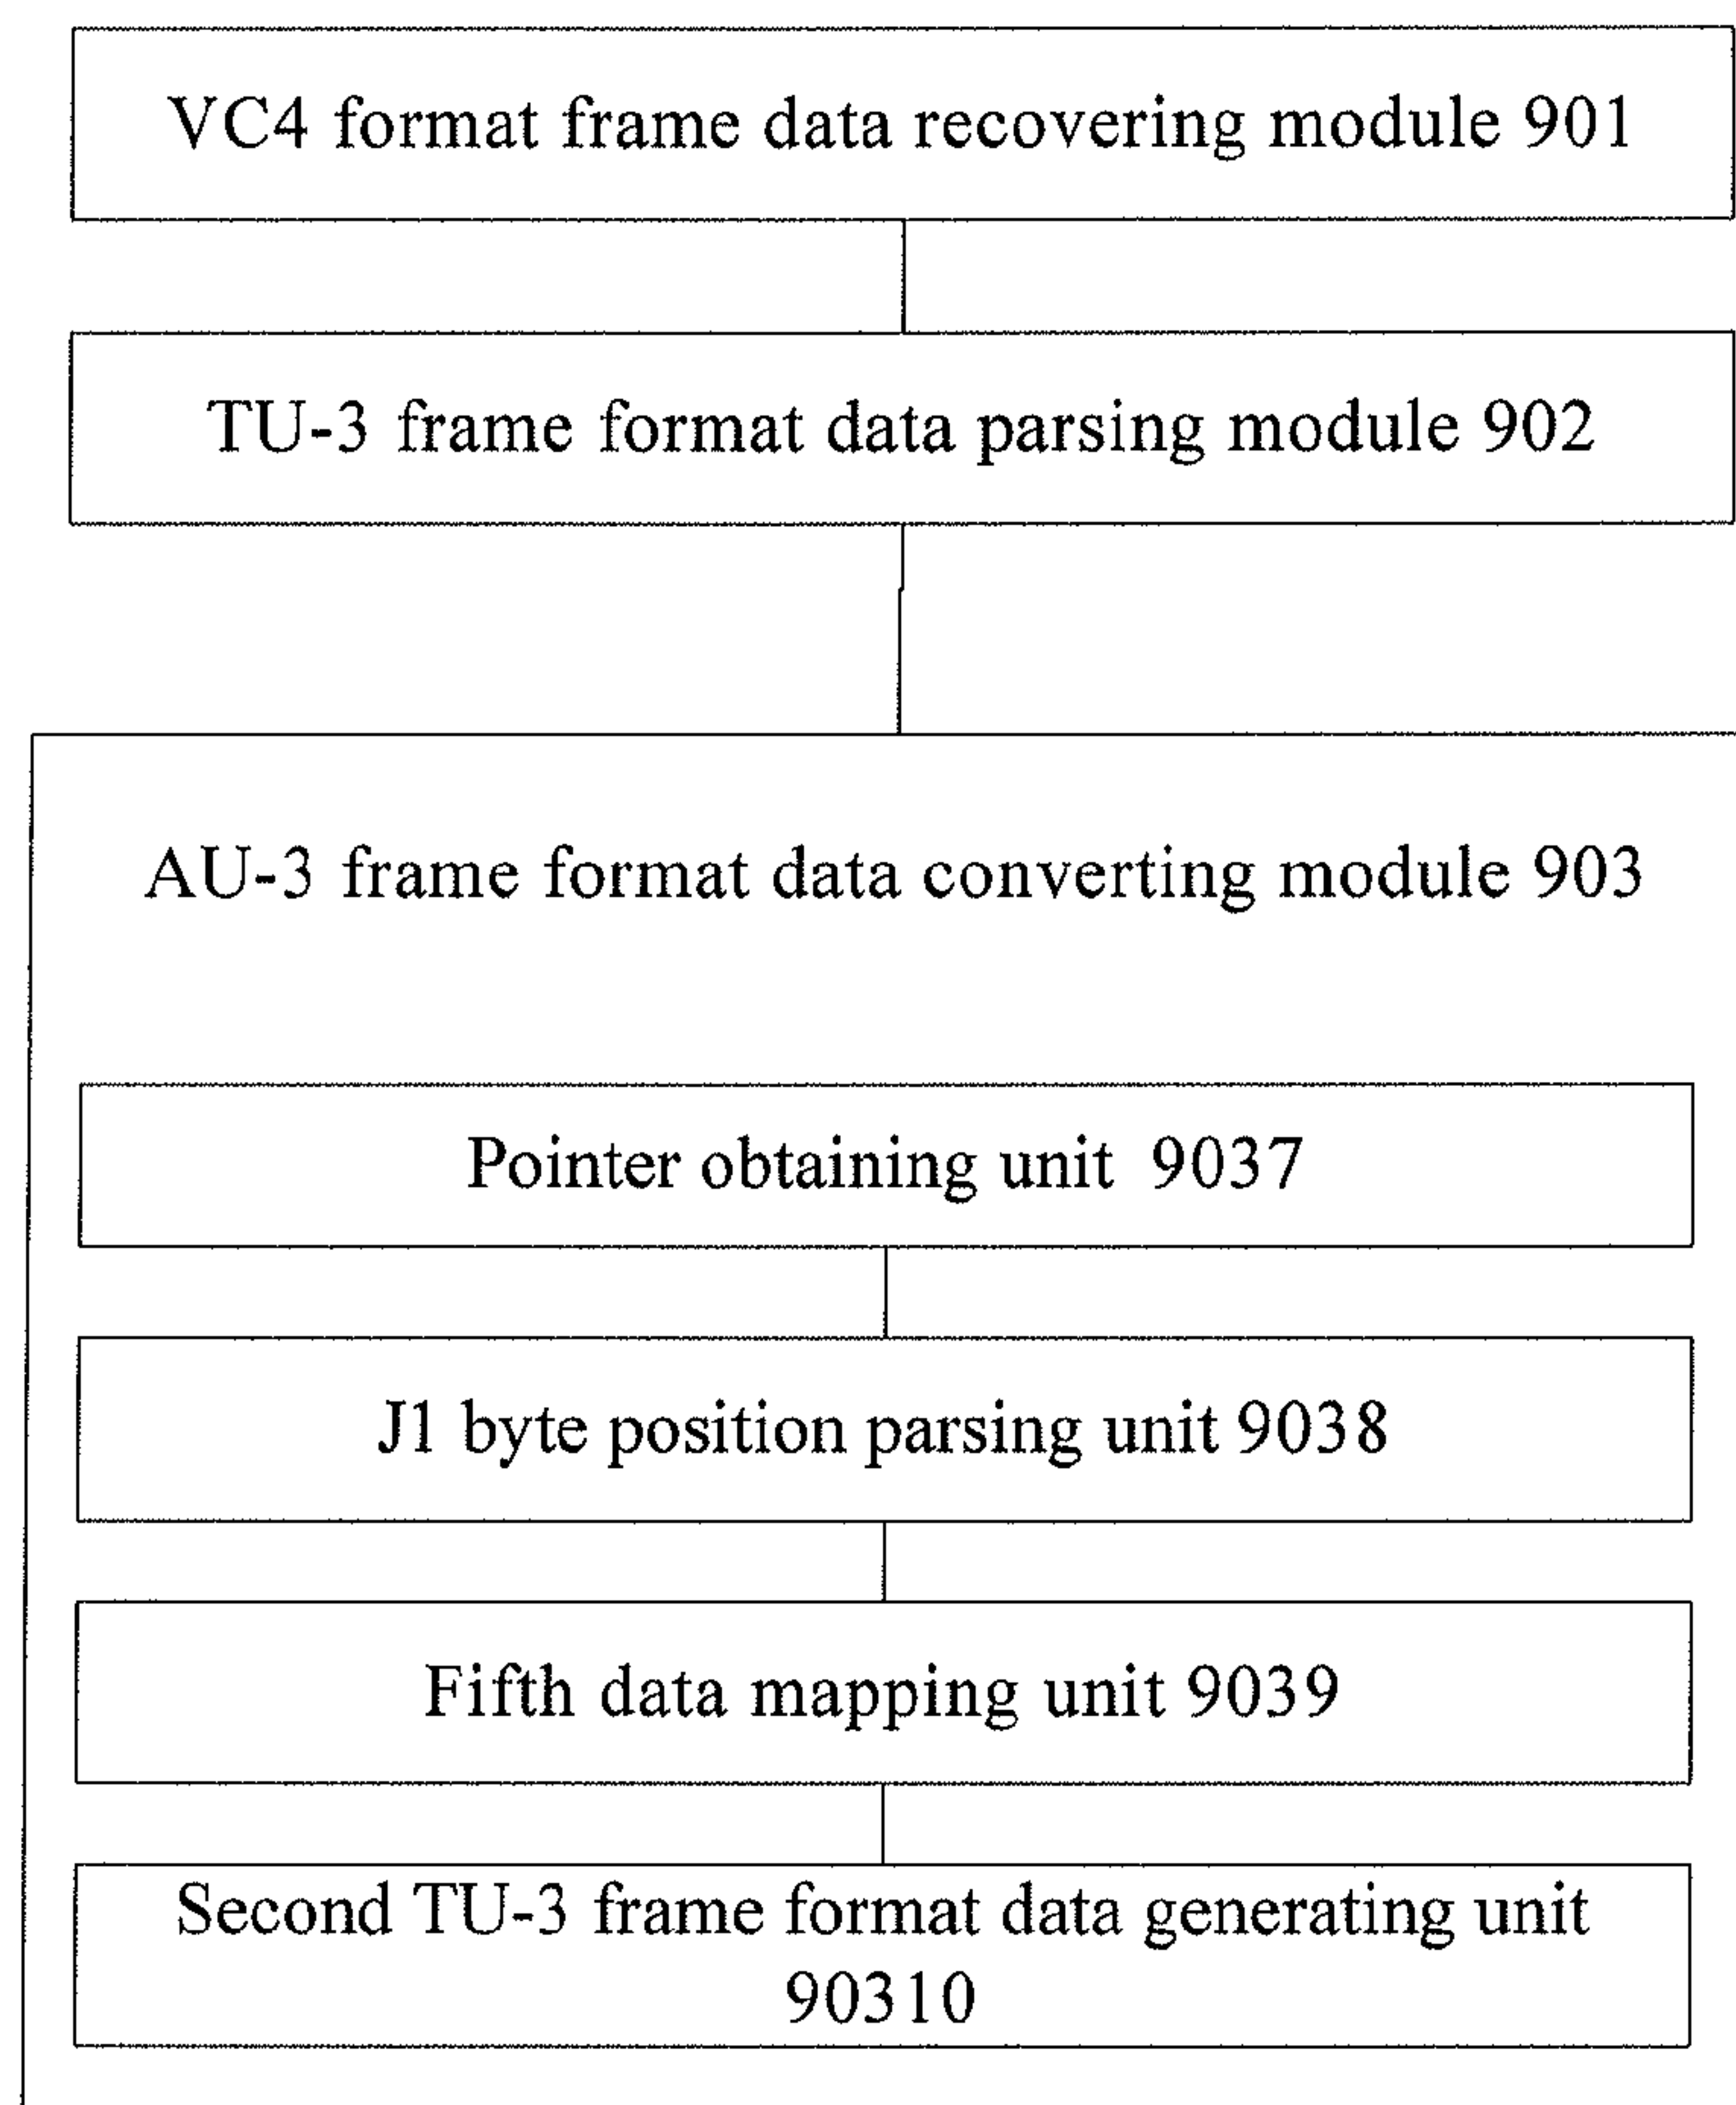 VC4 format frame data recovering module 901
TU-3 frame format data parsing module 902
AU-3 frame format data converting module 903
Pointer obtaining unit 9037
J1 byte position parsing unit 9038
Fifth data mapping unit 9039
Second TU-3 frame format data generating unit
90310